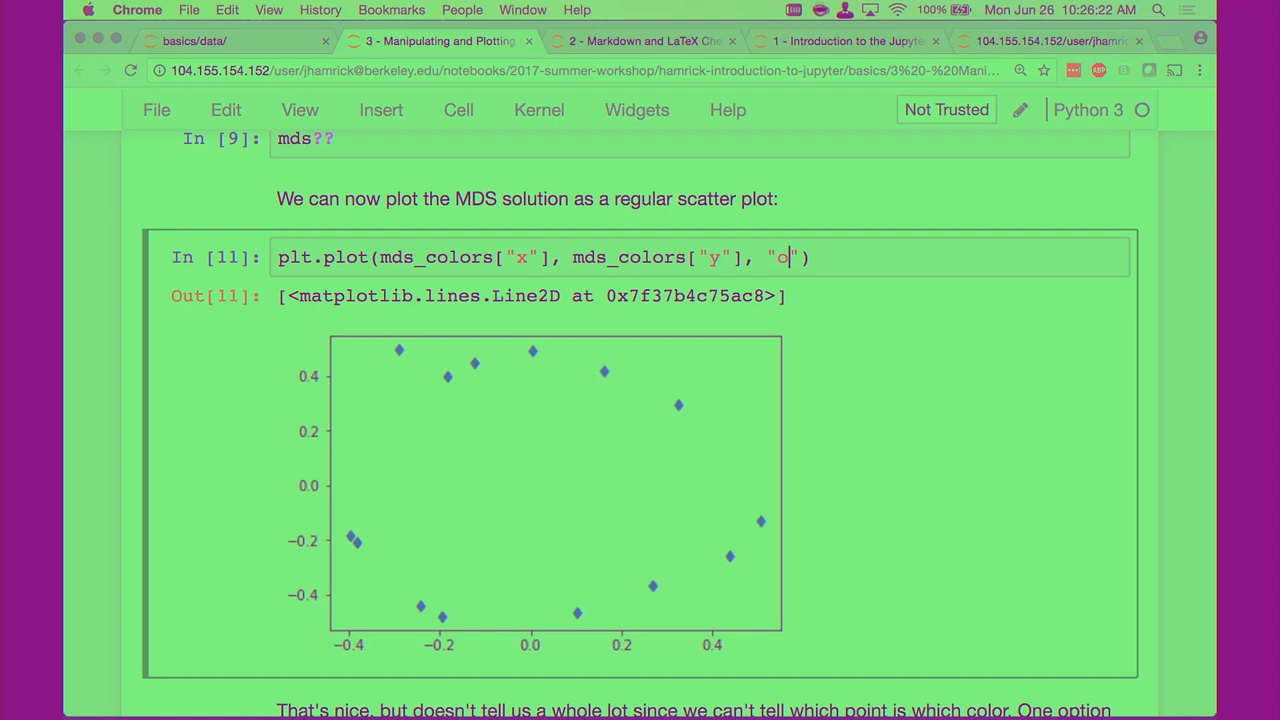 Chrome File Edit View History Bookmarks People Window Help 100% Mon Jun 26 10:26:22 AM
basics/data/ × 3 - Manipulating and Plotting × 2 - Markdown and LaTeX Che × 1 - Introduction to the Jupyte × 104.155.154.152/user/jhamric ×
104.155.154.152/user/jhamrick@berkeley.edu/notebooks/2017-summer-workshop/hamrick-introduction-to-jupyter/basics/3%20-%20Mani...
File Edit View Insert Cell Kernel Widgets Help Not Trusted Python 3
In [9]: mds??
We can now plot the MDS solution as a regular scatter plot:
In [11]: plt.plot(mds_colors["x"], mds_colors["y"], "o")
Out[11]: [<matplotlib.lines.Line2D at 0x7f37b4c75ac8>]
0.4
0.2
0.0
−0.2
−0.4
−0.4 −0.2 0.0 0.2 0.4
That's nice, but doesn't tell us a whole lot since we can't tell which point is which color. One option